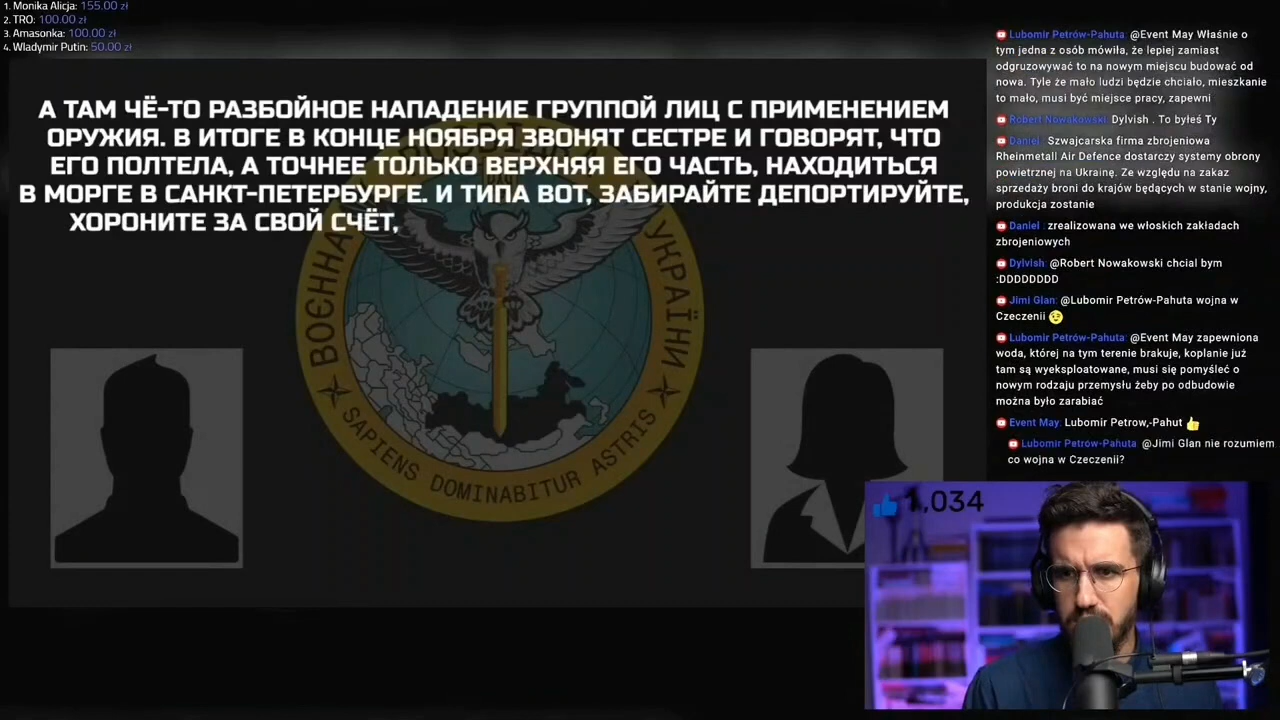 1. Monika Alicja: 155.00 zł
2. TRO: 100.00 zł
3. Amasonka: 100.00 zł
4. Wladymir Putin: 50.00 zł
А ТАМ ЧЁ-ТО РАЗБОЙНОЕ НАПАДЕНИЕ ГРУППОЙ ЛИЦ С ПРИМЕНЕНИЕМ
ОРУЖИЯ. В ИТОГЕ В КОНЦЕ НОЯБРЯ ЗВОНЯТ СЕСТРЕ И ГОВОРЯТ, ЧТО
ЕГО ПОЛТЕЛА, А ТОЧНЕЕ ТОЛЬКО ВЕРХНЯЯ ЕГО ЧАСТЬ, НАХОДИТЬСЯ
В МОРГЕ В САНКТ-ПЕТЕРБУРГЕ. И ТИПА ВОТ, ЗАБИРАЙТЕ ДЕПОРТИРУЙТЕ,
ХОРОНИТЕ ЗА СВОЙ СЧЁТ,
ВОЄННА
УКРАЇНИ
SAPIENS DOMINABITUR ASTRIS
Lubomir Petrów-Pahuta: @Event May Właśnie o
tym jedna z osób mówiła, że lepiej zamiast
odgruzowywać to na nowym miejscu budować od
nowa. Tyle że mało ludzi będzie chciało, mieszkanie
to mało, musi być miejsce pracy, zapewni
Robert Nowakowski: Dylvish . To byłeś Ty
Daniel : Szwajcarska firma zbrojeniowa
Rheinmetall Air Defence dostarczy systemy obrony
powietrznej na Ukrainę. Ze względu na zakaz
sprzedaży broni do krajów będących w stanie wojny,
produkcja zostanie
Daniel : zrealizowana we włoskich zakładach
zbrojeniowych
Dylvish: @Robert Nowakowski chcial bym
:DDDDDDDD
Jimi Glan: @Lubomir Petrów-Pahuta wojna w
Czeczenii
Lubomir Petrów-Pahuta: @Event May zapewniona
woda, której na tym terenie brakuje, koplanie już
tam są wyeksploatowane, musi się pomyśleć o
nowym rodzaju przemysłu żeby po odbudowie
można było zarabiać
Event May: Lubomir Petrow,-Pahut
Lubomir Petrów-Pahuta @Jimi Glan nie rozumiem
co wojna w Czeczenii?
1,034